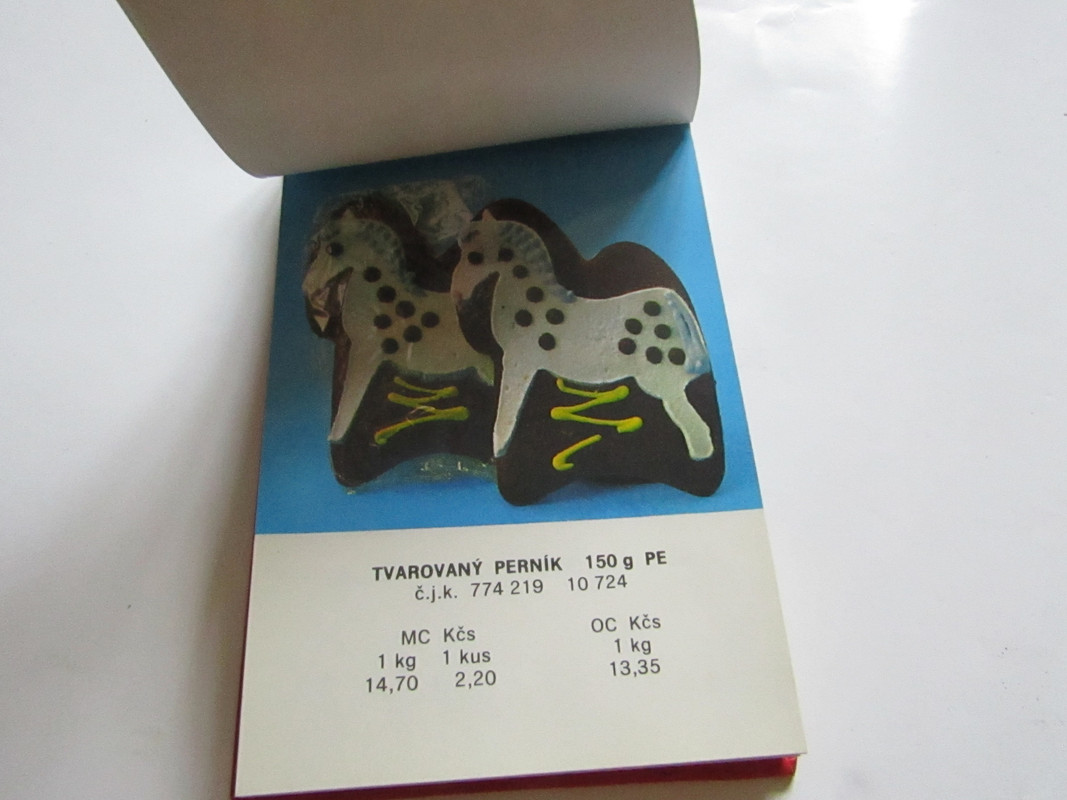 TVAROVANÝ PERNÍK 150 g PE
č.j.k. 774 219 10 724
MC Kčs
1 kg 1 kus
14,70 2,20
OC Kčs
1 kg
13,35